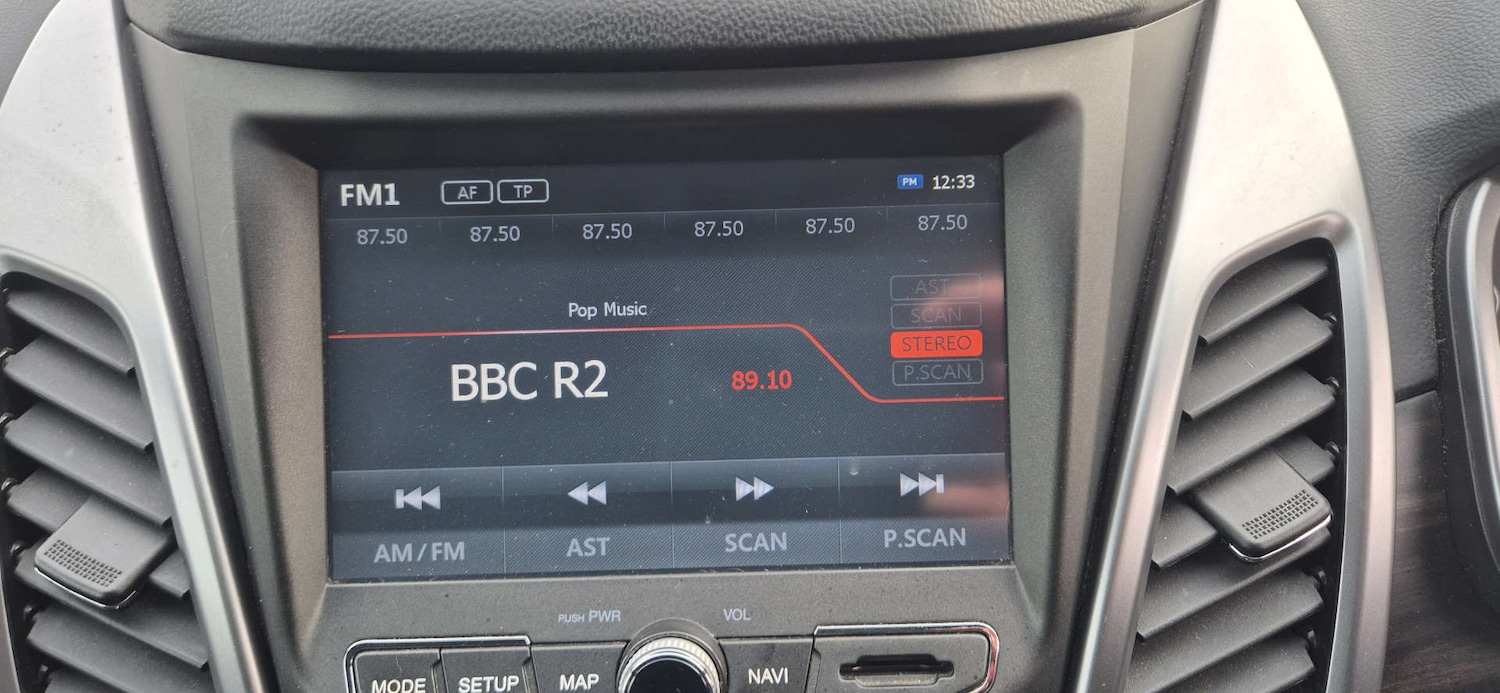 FM1 AF TP PM 12:33
87.50 87.50 87.50 87.50 87.50 87.50
AST
Pop Music
SCAN
STEREO
BBC R2 89.10
P.SCAN
AM/FM AST SCAN P.SCAN
PUSH PWR VOL
MODE SETUP MAP NAVI